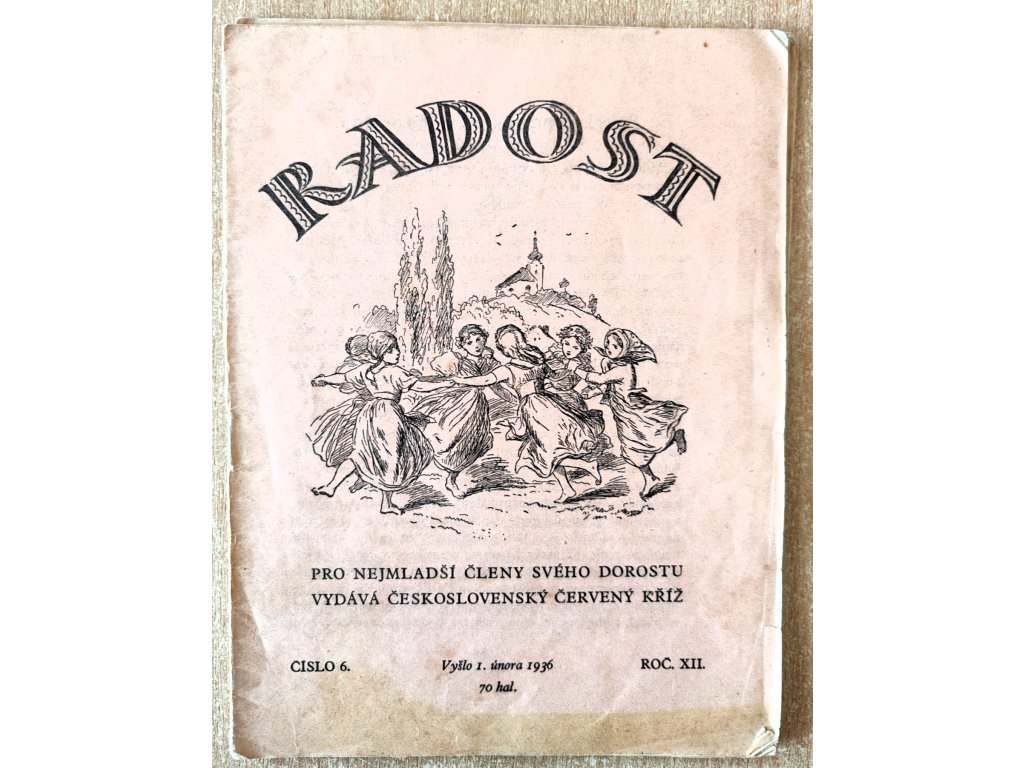 RADOST
PRO NEJMLADŠÍ ČLENY SVÉHO DOROSTU
VYDÁVÁ ČESKOSLOVENSKÝ ČERVENÝ KŘÍŽ
ČÍSLO 6. Vyšlo 1. února 1936 ROČ. XII.
70 hal.